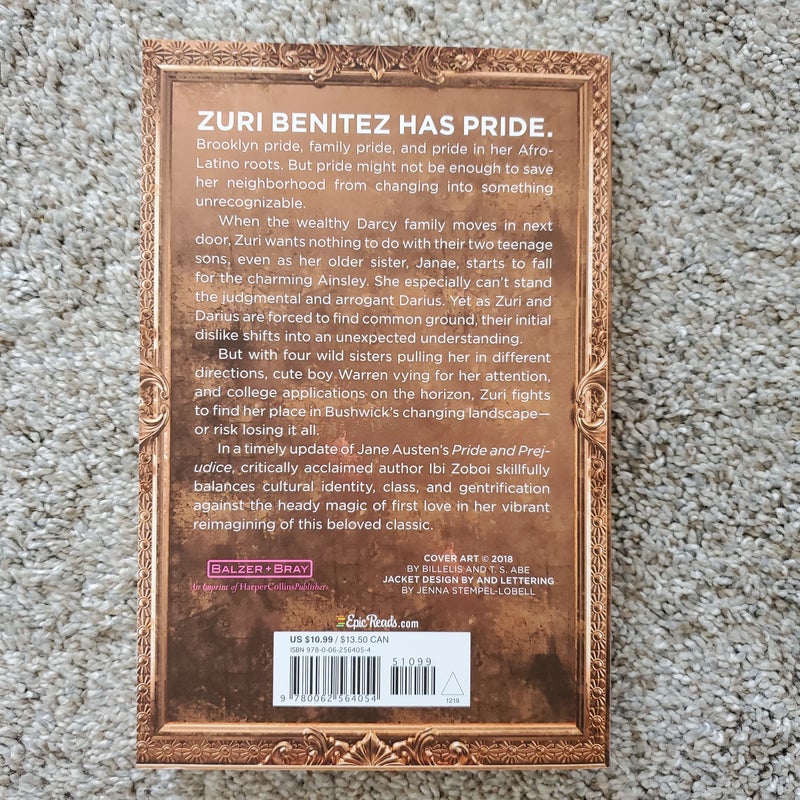 ZURI BENITEZ HAS PRIDE.
Brooklyn pride, family pride, and pride in her Afro-
Latino roots. But pride might not be enough to save
her neighborhood from changing into something
unrecognizable.
When the wealthy Darcy family moves in next
door, Zuri wants nothing to do with their two teenage
sons, even as her older sister, Janae, starts to fall
for the charming Ainsley. She especially can't stand
the judgmental and arrogant Darius. Yet as Zuri and
Darius are forced to find common ground, their initial
dislike shifts into an unexpected understanding.
But with four wild sisters pulling her in different
directions, cute boy Warren vying for her attention,
and college applications on the horizon, Zuri fights
to find her place in Bushwick's changing landscape—
or risk losing it all.
In a timely update of Jane Austen's Pride and Prej-
udice, critically acclaimed author Ibi Zoboi skillfully
balances cultural identity, class, and gentrification
against the heady magic of first love in her vibrant
reimagining of this beloved classic.
BALZER + BRAY
An Imprint of HarperCollinsPublishers
COVER ART © 2018
BY BILLELIS AND T. S. ABE
JACKET DESIGN BY AND LETTERING
BY JENNA STEMPEL-LOBELL
EpicReads.com
US $10.99 / $13.50 CAN
ISBN 978-0-06-256405-4
51099
9 780062 564054
1219